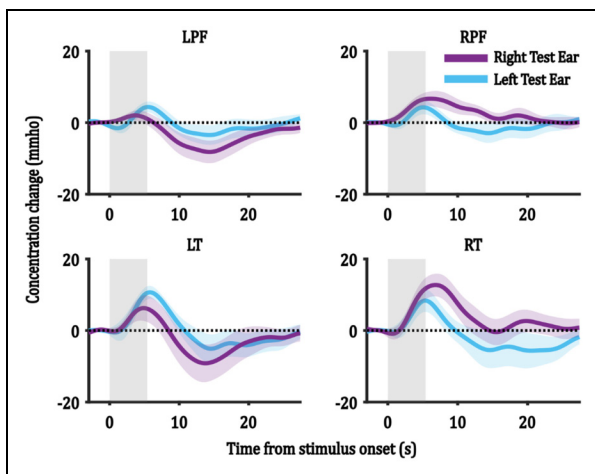 LPF
RPF
20
0
-20
0 10 20
20
0
-20
0 10 20
Right Test Ear
Left Test Ear
Concentration change (mmho)
LT
RT
20
0
-20
0 10 20
20
0
-20
0 10 20
Time from stimulus onset (s)